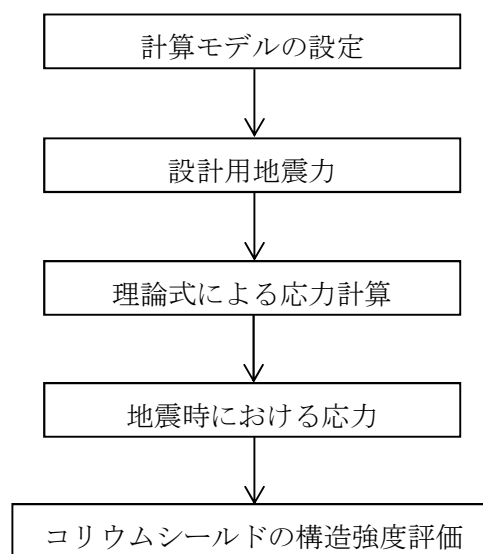 計算モデルの設定
設計用地震力
理論式による応力計算
地震時における応力
コリウムシールドの構造強度評価